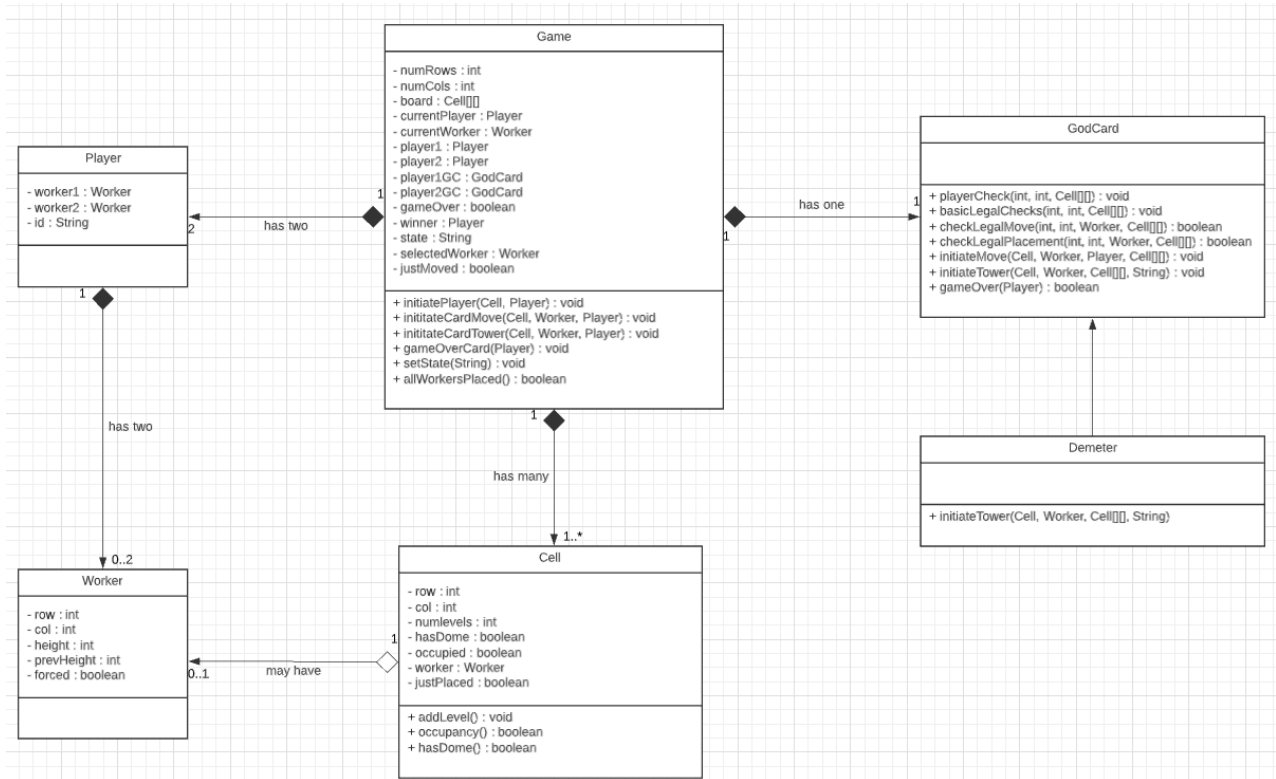 Game
- numRows : int
- numCols : int
- board : Cell[][]
- currentPlayer : Player
- currentWorker : Worker
- player1 : Player
- player2 : Player
- player1GC : GodCard
- player2GC : GodCard
- gameOver : boolean
- winner : Player
- state : String
- selectedWorker : Worker
- justMoved : boolean
+ initiatePlayer(Cell, Player) : void
+ inititateCardMove(Cell, Worker, Player) : void
+ inititateCardTower(Cell, Worker, Player) : void
+ gameOverCard(Player) : void
+ setState(String) : void
+ allWorkersPlaced() : boolean
Player
- worker1 : Worker
- worker2 : Worker
- id : String
1
has two
2
GodCard
+ playerCheck(int, int, Cell[][]) : void
+ basicLegalChecks(int, int, Cell[][]) : void
+ checkLegalMove(int, int, Worker, Cell[][]) : boolean
+ checkLegalPlacement(int, int, Worker, Cell[][]) : boolean
+ initiateMove(Cell, Worker, Player, Cell[][]) : void
+ initiateTower(Cell, Worker, Cell[][], String) : void
+ gameOver(Player) : boolean
has one
1
1
1
has two
0..2
1
has many
1..*
Demeter
+ initiateTower(Cell, Worker, Cell[][], String)
Worker
- row : int
- col : int
- height : int
- prevHeight : int
- forced : boolean
Cell
- row : int
- col : int
- numlevels : int
- hasDome : boolean
- occupied : boolean
- worker : Worker
- justPlaced : boolean
+ addLevel() : void
+ occupancy() : boolean
+ hasDome() : boolean
1
may have
0..1